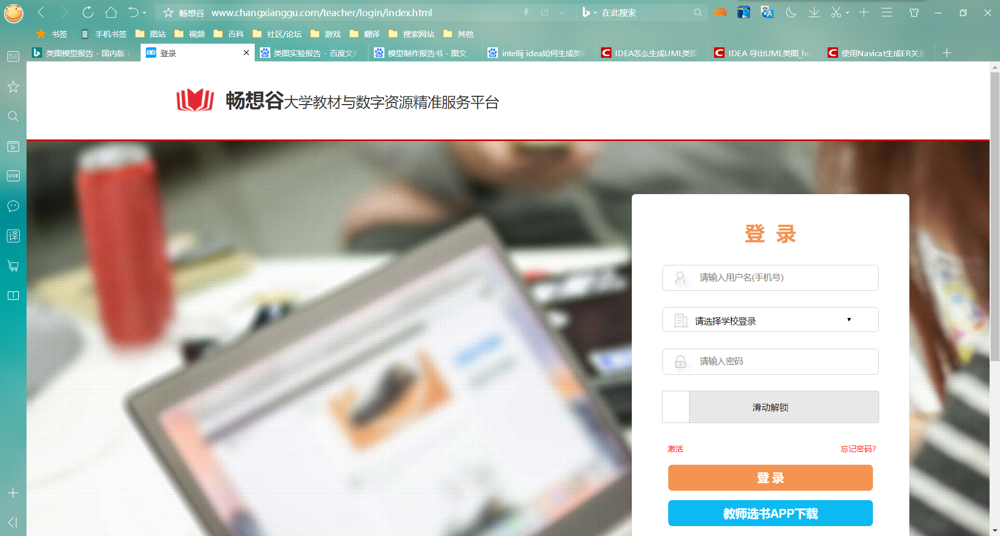 畅想谷 www.changxianggu.com/teacher/login/index.html 在此搜索
书签 手机书签 图站 视频 百科 社区/论坛 游戏 翻译 搜索网站 其他
类图模型报告 - 国内版 登录 类图实验报告 - 百度文库 模型制作报告书 - 图文 - intellij idea如何生成类图 IDEA怎么生成UML类图 IDEA 导出UML类图_ho 使用Navicat生成ER关系
LIVE
译
畅想谷大学教材与数字资源精准服务平台
登 录
请输入用户名(手机号)
请选择学校登录
请输入密码
滑动解锁
激活 忘记密码?
登 录
教师选书APP下载